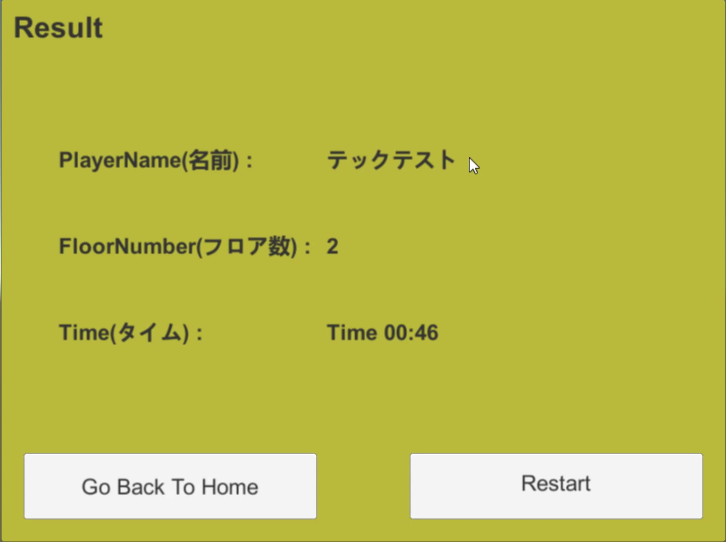 Result
PlayerName(名前) : テックテスト
FloorNumber(フロア数) : 2
Time(タイム) : Time 00:46
Go Back To Home
Restart